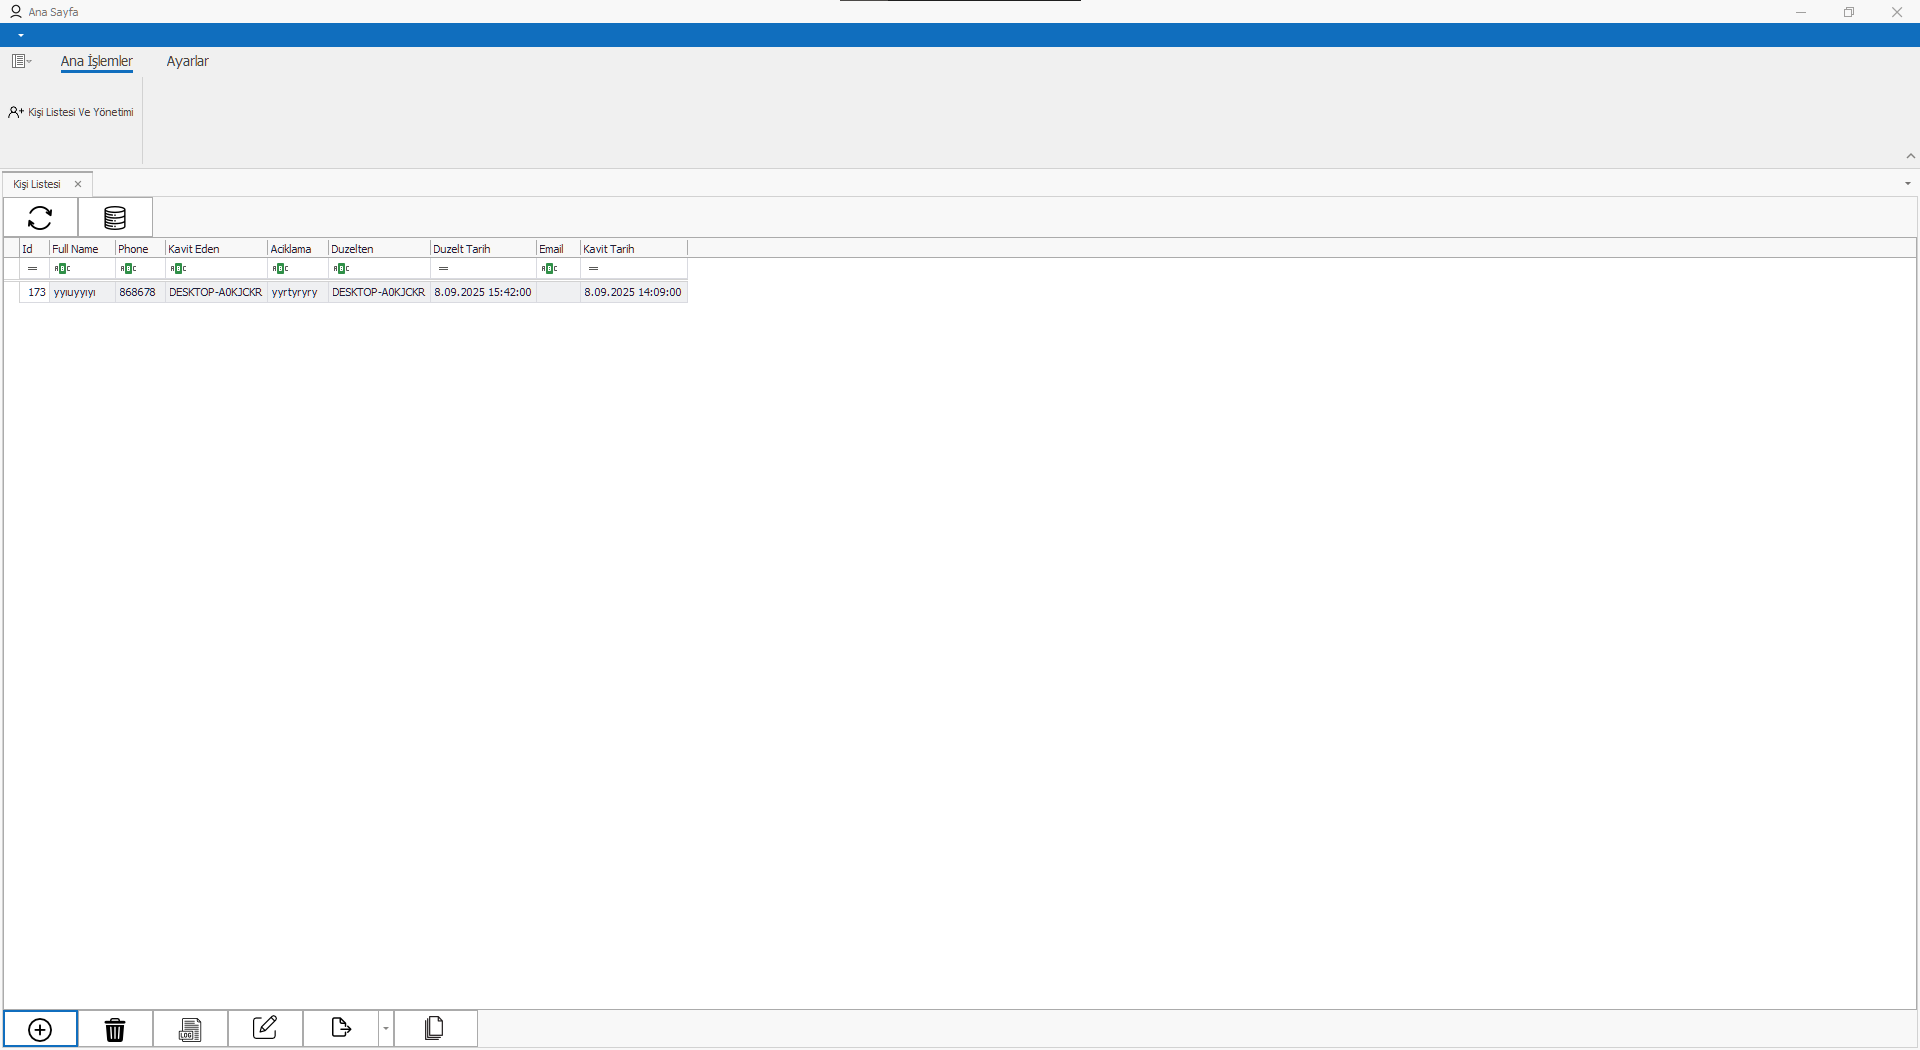 Ana Sayfa
Ana İşlemler Ayarlar
Kişi Listesi Ve Yönetimi
Kişi Listesi
Id Full Name Phone Kavit Eden Aciklama Duzelten Duzelt Tarih Email Kavit Tarih
= ABC ABC ABC ABC ABC = ABC =
173 yyıuyyıyı 868678 DESKTOP-A0KJCKR yyrtyryry DESKTOP-A0KJCKR 8.09.2025 15:42:00 8.09.2025 14:09:00
LOG